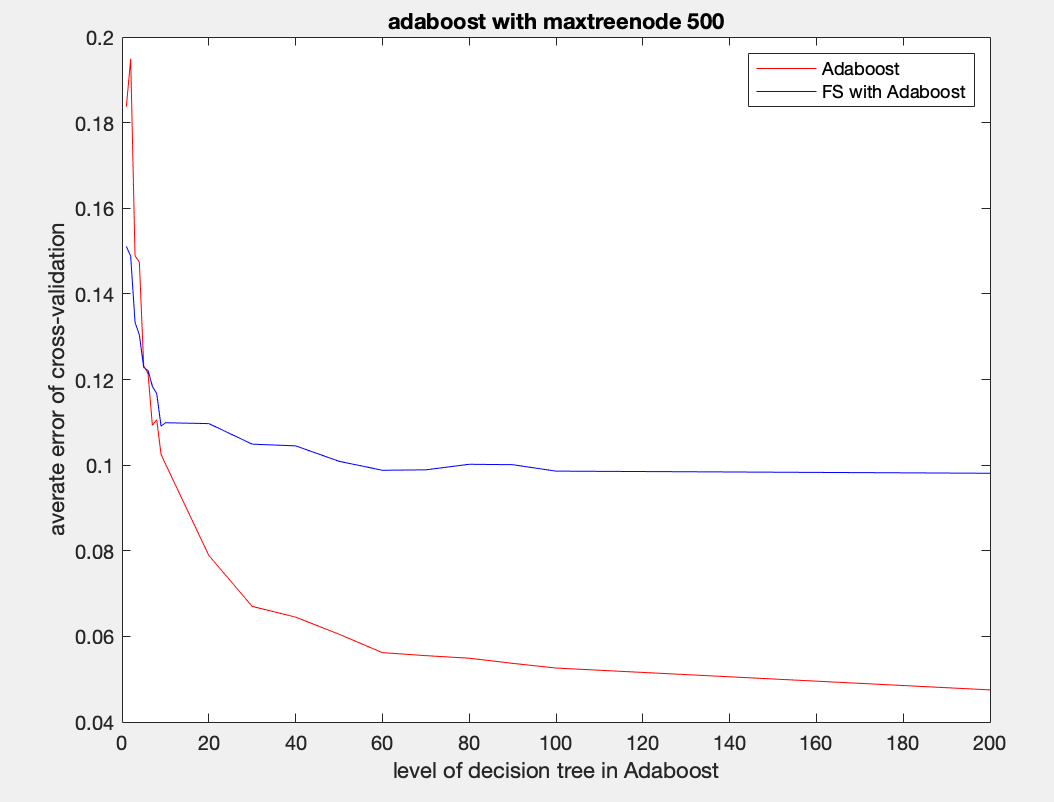 adaboost with maxtreenode 500
Adaboost
FS with Adaboost
averate error of cross-validation
0.2
0.18
0.16
0.14
0.12
0.1
0.08
0.06
0.04
0 20 40 60 80 100 120 140 160 180 200
level of decision tree in Adaboost